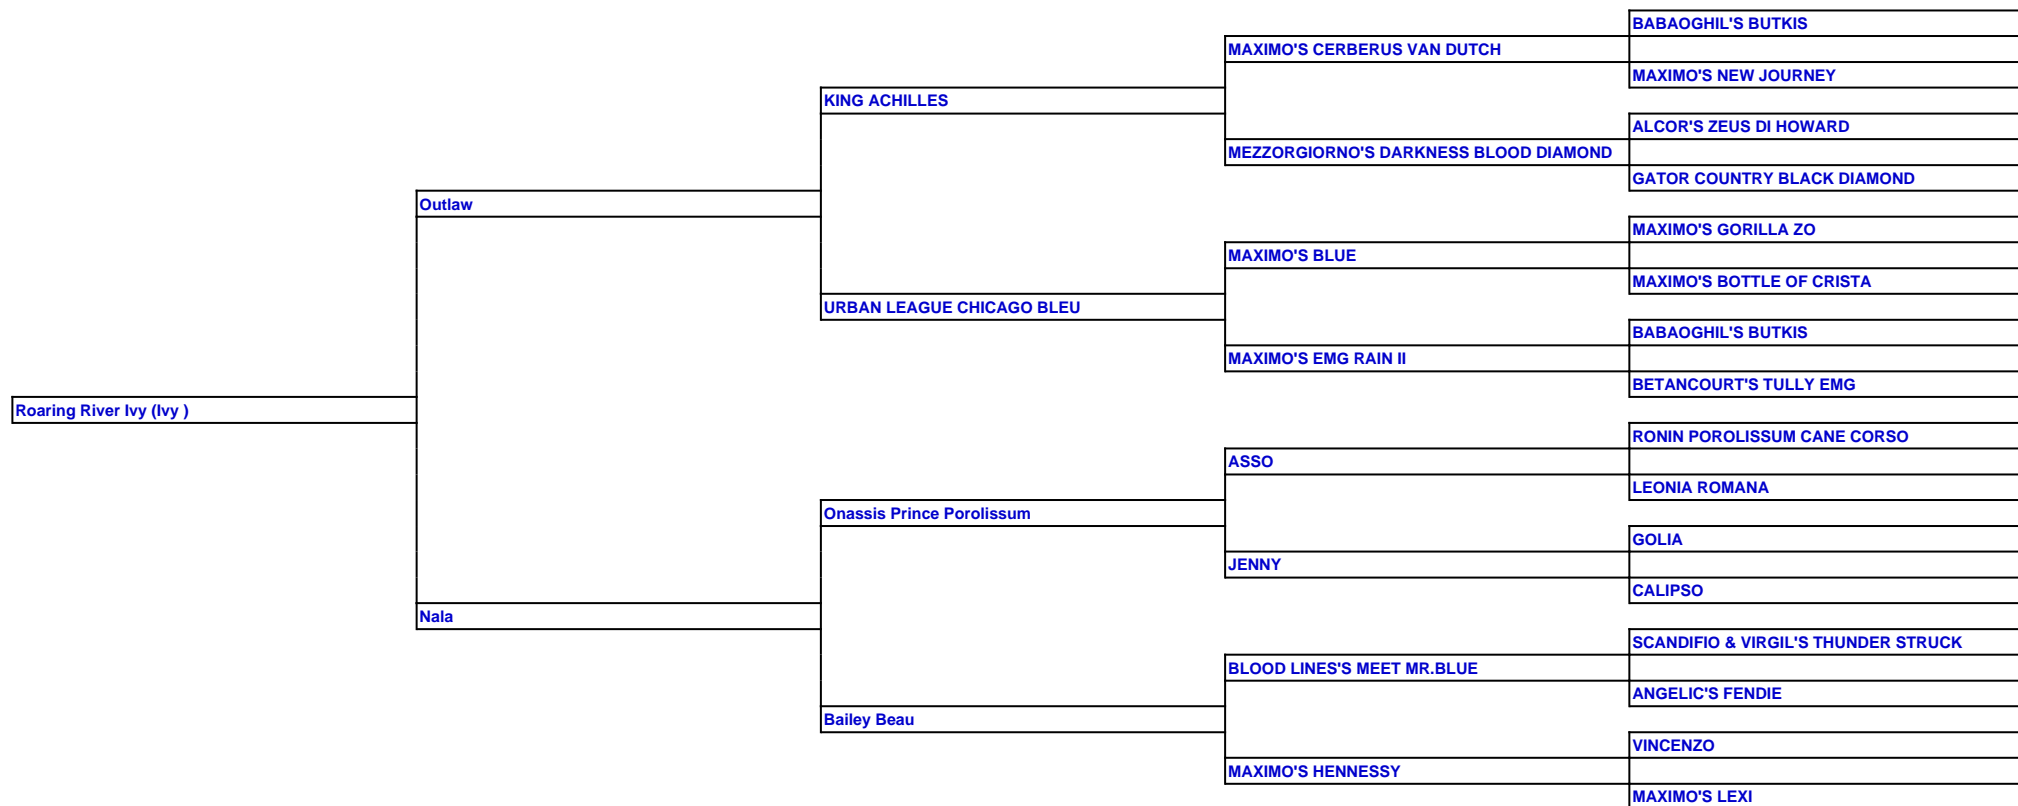 BABAOGHIL'S BUTKIS
MAXIMO'S CERBERUS VAN DUTCH
MAXIMO'S NEW JOURNEY
KING ACHILLES
ALCOR'S ZEUS DI HOWARD
MEZZORGIORNO'S DARKNESS BLOOD DIAMOND
GATOR COUNTRY BLACK DIAMOND
Outlaw
MAXIMO'S GORILLA ZO
MAXIMO'S BLUE
MAXIMO'S BOTTLE OF CRISTA
URBAN LEAGUE CHICAGO BLEU
BABAOGHIL'S BUTKIS
MAXIMO'S EMG RAIN II
BETANCOURT'S TULLY EMG
Roaring River Ivy (Ivy )
RONIN POROLISSUM CANE CORSO
ASSO
LEONIA ROMANA
Onassis Prince Porolissum
GOLIA
JENNY
CALIPSO
Nala
SCANDIFIO & VIRGIL'S THUNDER STRUCK
BLOOD LINES'S MEET MR.BLUE
ANGELIC'S FENDIE
Bailey Beau
VINCENZO
MAXIMO'S HENNESSY
MAXIMO'S LEXI